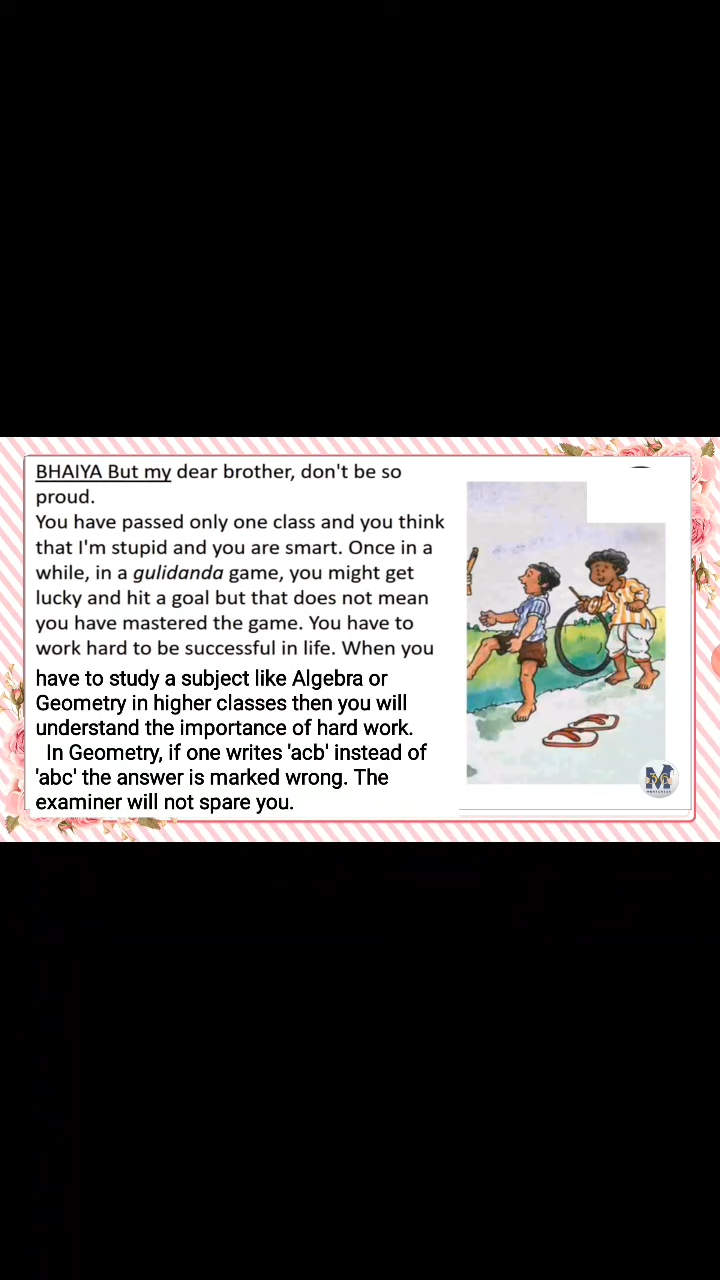 BHAIYA But my dear brother, don't be so
proud.
You have passed only one class and you think
that I'm stupid and you are smart. Once in a
while, in a gulidanda game, you might get
lucky and hit a goal but that does not mean
you have mastered the game. You have to
work hard to be successful in life. When you
have to study a subject like Algebra or
Geometry in higher classes then you will
understand the importance of hard work.
In Geometry, if one writes 'acb' instead of
'abc' the answer is marked wrong. The
examiner will not spare you.
M